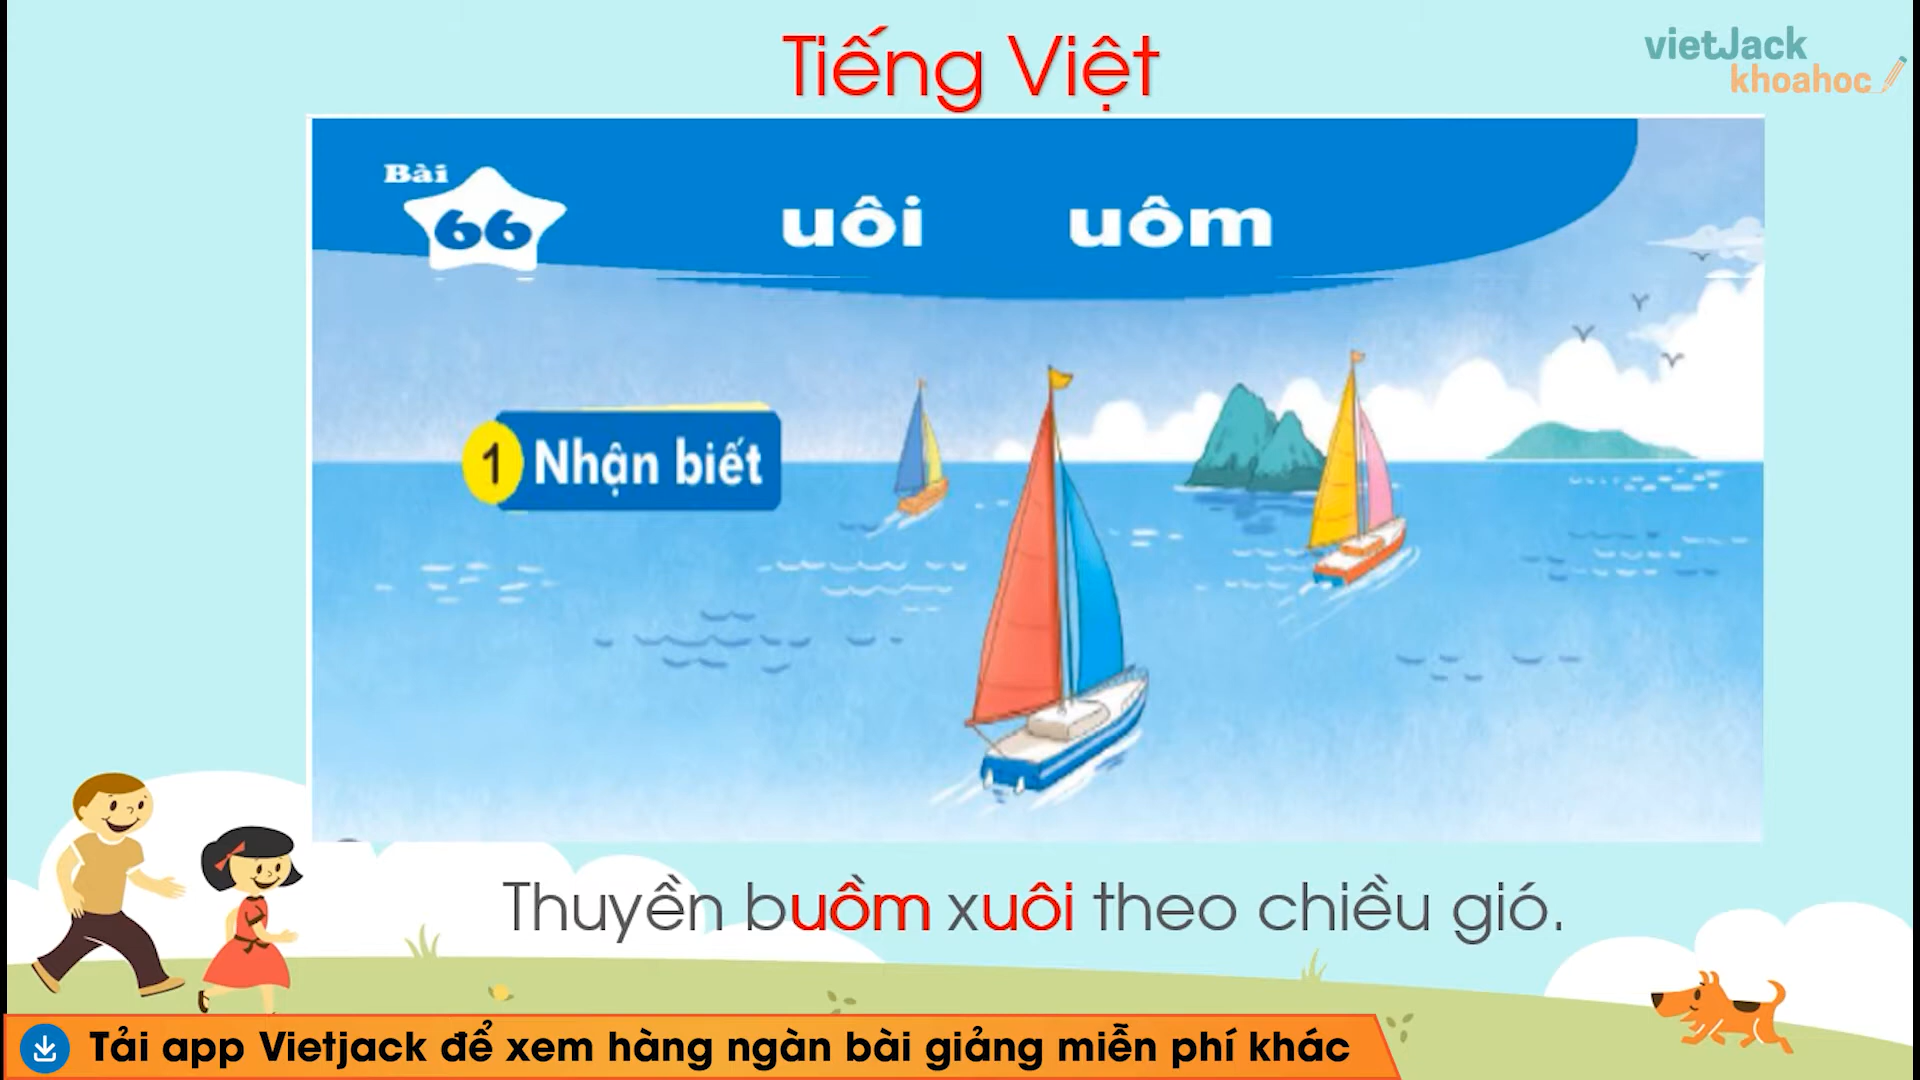 Tiếng Việt
vietJack
khoahoc
Bài
66
uôi uôm
1 Nhận biết
Thuyền buồm xuôi theo chiều gió.
Tải app Vietjack để xem hàng ngàn bài giảng miễn phí khác